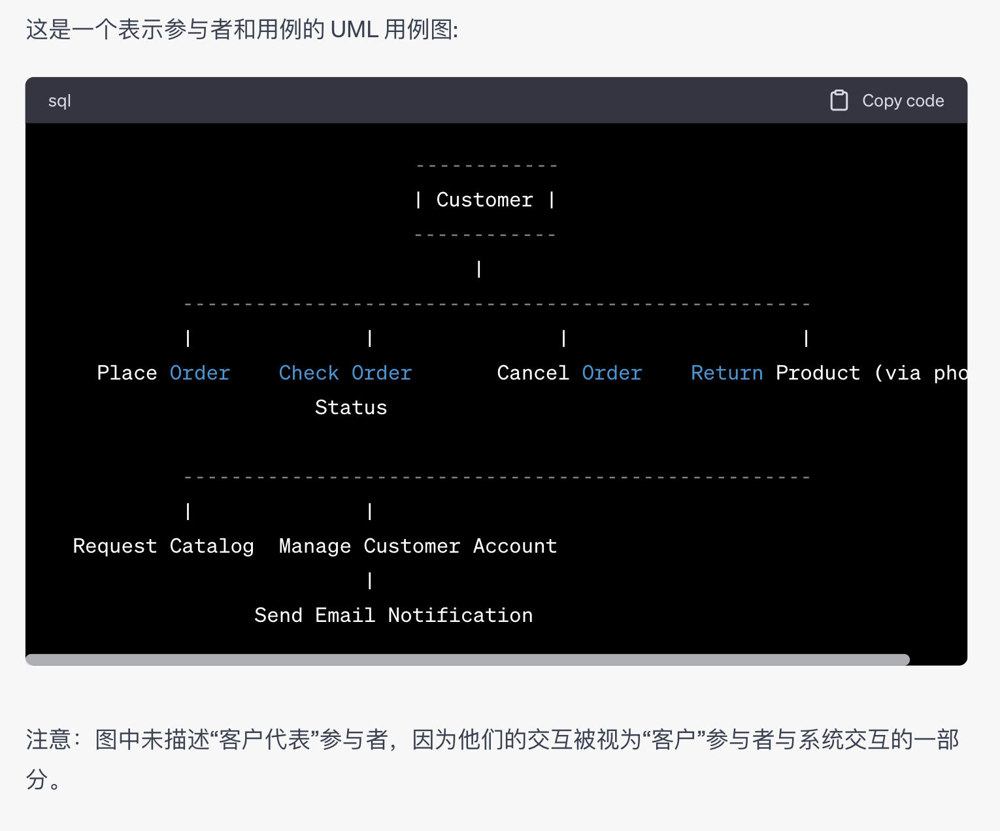 这是一个表示参与者和用例的 UML 用例图:
sql Copy code
------------
| Customer |
------------
|
----------------------------------------------------
| | | |
Place Order Check Order Cancel Order Return Product (via pho
Status
----------------------------------------------------
| |
Request Catalog Manage Customer Account
|
Send Email Notification
注意：图中未描述“客户代表”参与者，因为他们的交互被视为“客户”参与者与系统交互的一部
分。